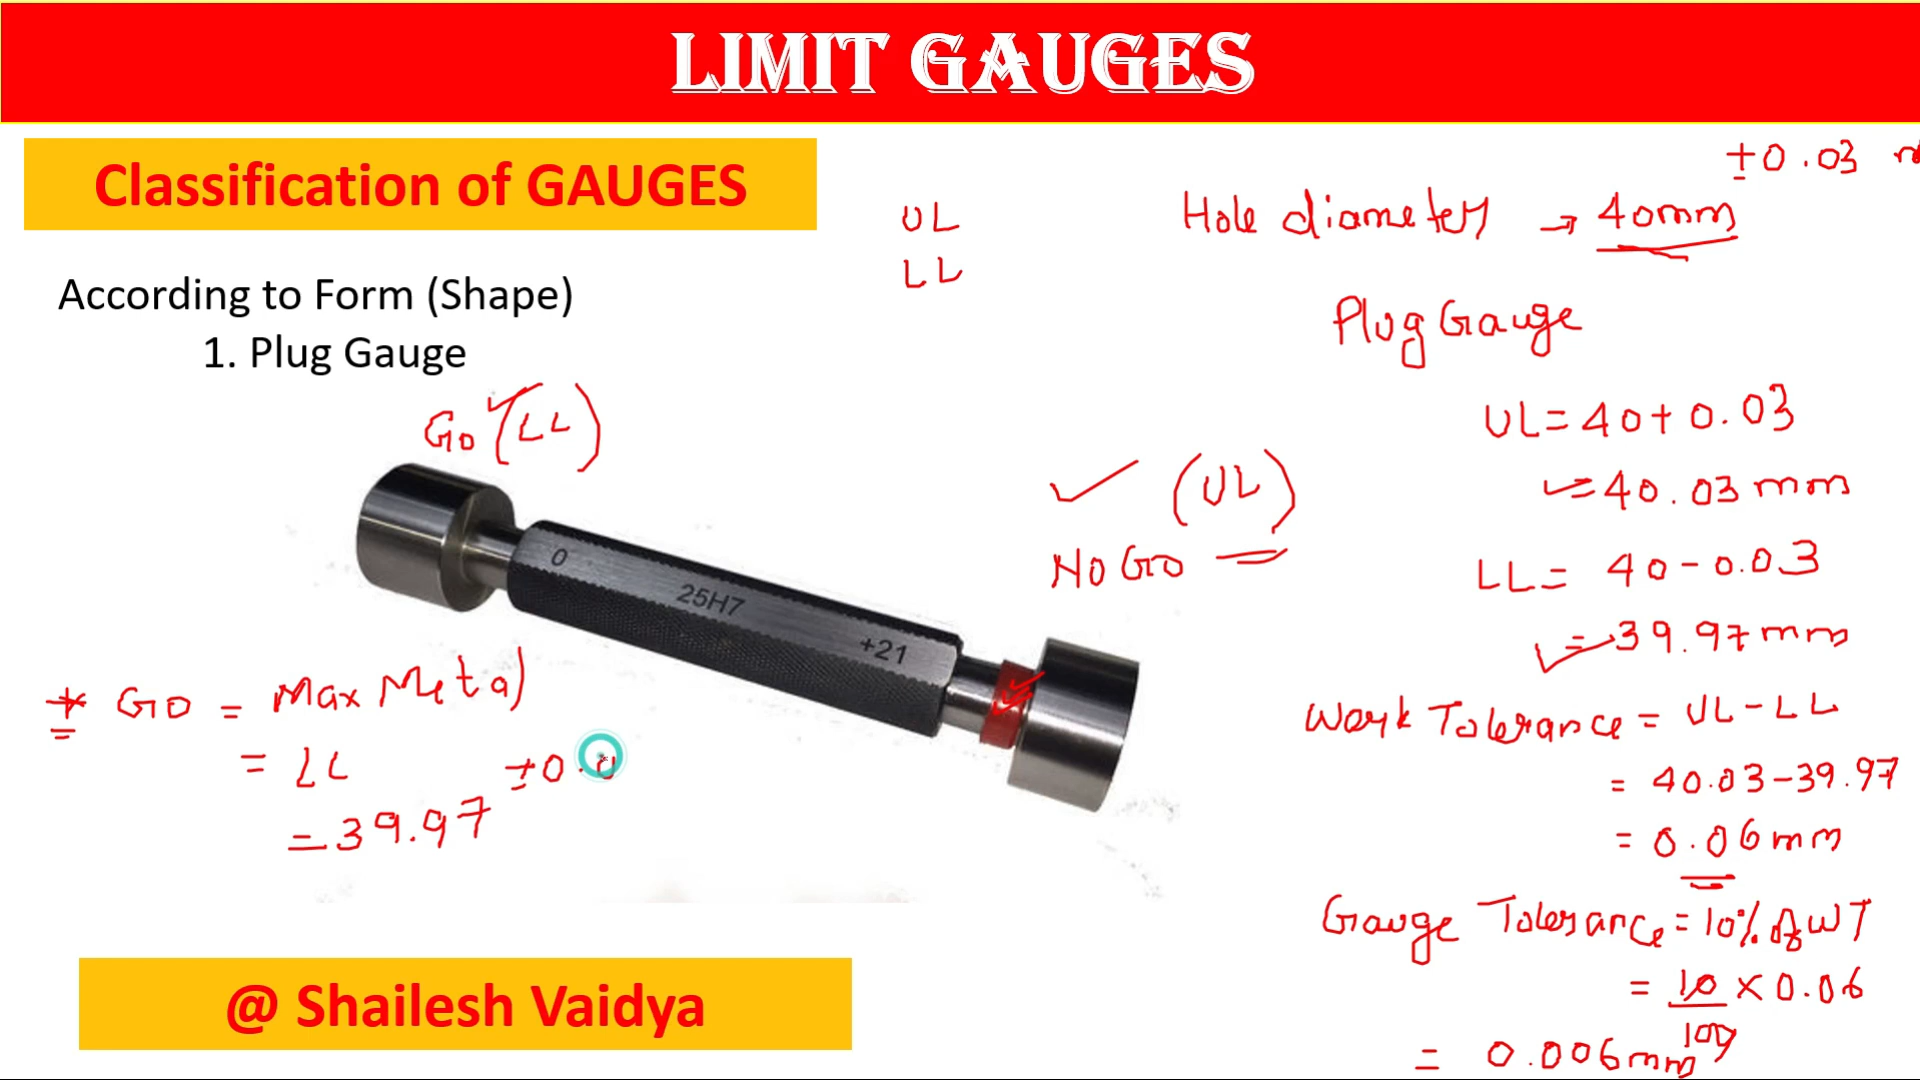 LIMIT GAUGES
Classification of GAUGES
According to Form (Shape)
1. Plug Gauge
UL
LL
Hole diameter → 40mm ±0.03
Plug Gauge
Go (LL)
(UL)
No Go
0
25H7
+21
UL = 40+0.03
= 40.03 mm
LL = 40-0.03
= 39.97 mm
Work Tolerance = UL-LL
= 40.03-39.97
= 0.06 mm
Gauge Tolerance = 10% of WT
= 10/100 × 0.06
= 0.006 mm
* GO = Max Metal
= LL
= 39.97 ±0.0
@ Shailesh Vaidya